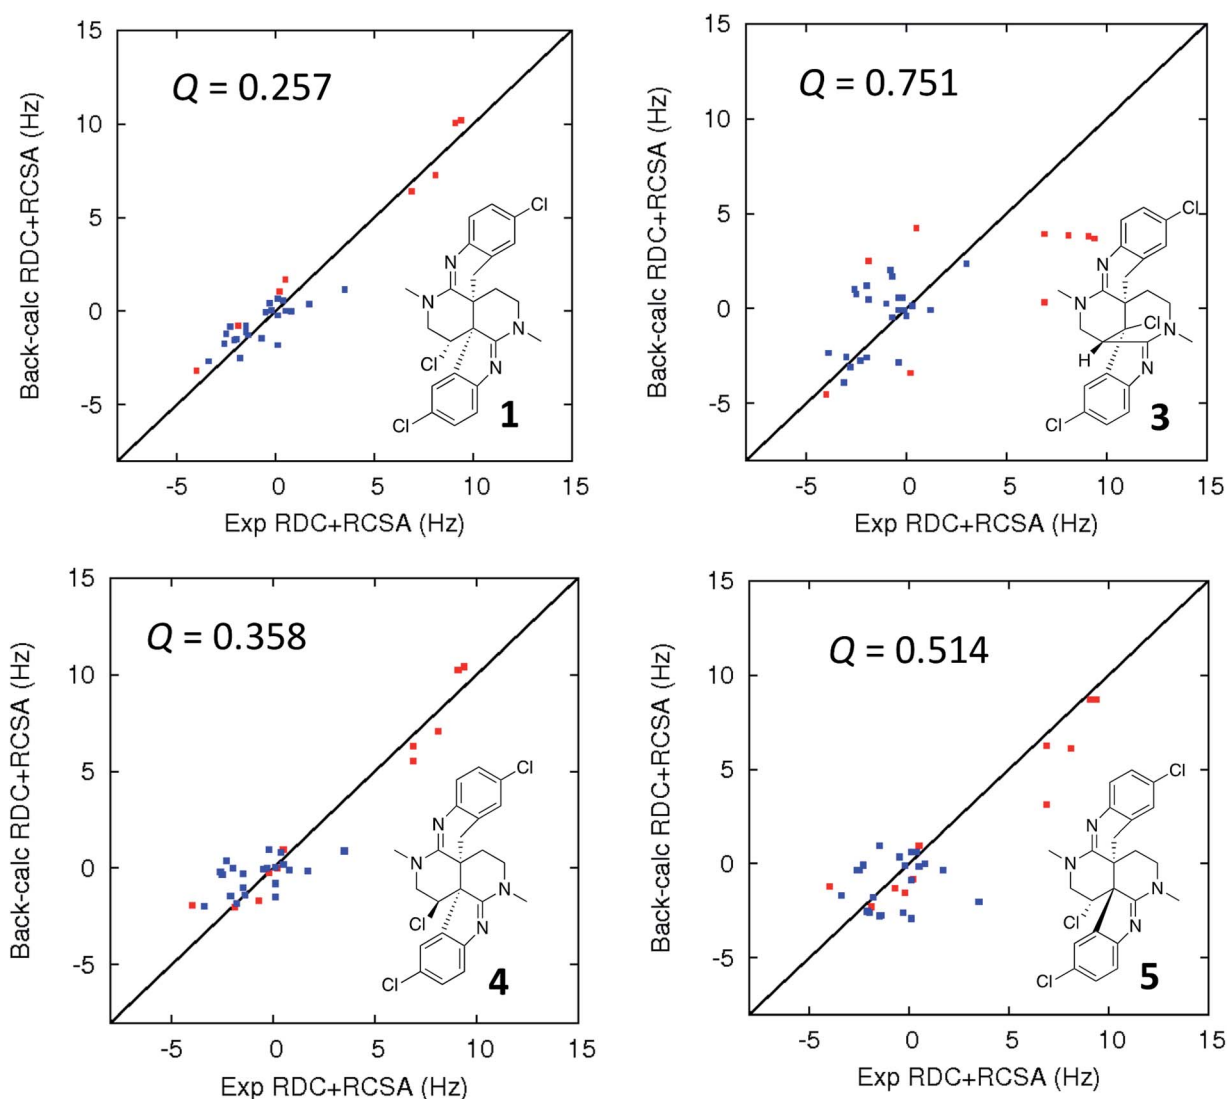 Q = 0.257
Back-calc RDC+RCSA (Hz)
15
10
5
0
-5
-5
0
5
10
15
Exp RDC+RCSA (Hz)
Cl
N
N
N
Cl
N
Cl
1
Q = 0.751
Back-calc RDC+RCSA (Hz)
15
10
5
0
-5
-5
0
5
10
15
Exp RDC+RCSA (Hz)
Cl
N
N
Cl
N
H
N
Cl
3
Q = 0.358
Back-calc RDC+RCSA (Hz)
15
10
5
0
-5
-5
0
5
10
15
Exp RDC+RCSA (Hz)
Cl
N
N
N
Cl
N
Cl
4
Q = 0.514
Back-calc RDC+RCSA (Hz)
15
10
5
0
-5
-5
0
5
10
15
Exp RDC+RCSA (Hz)
Cl
N
N
N
Cl
N
Cl
5